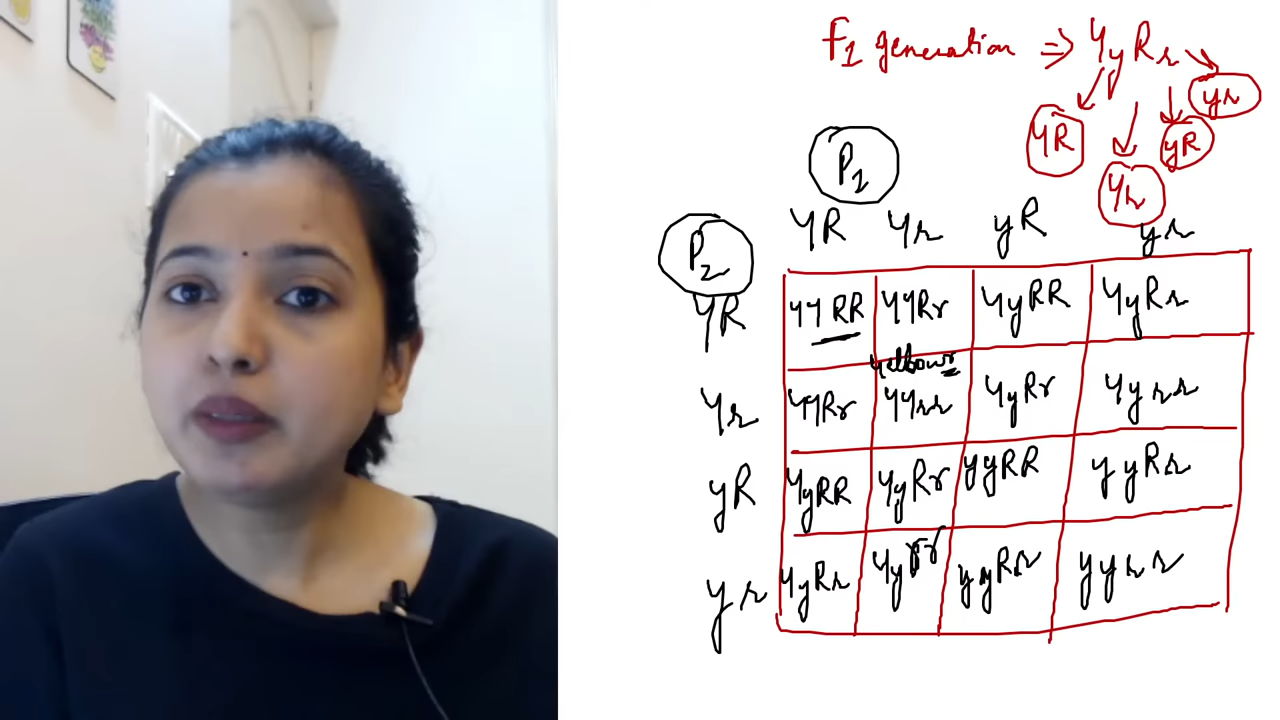 F1 generation ⇒ YyRr
yr
YR
yR
Yr
P1
P2
YR Yr yR yr
YR YYRR YYRr YyRR YyRr
Yellow
Yr YYRr YYrr YyRr Yyrr
yR YyRR YyRr yyRR yyRr
yr YyRr Yyrr yyRr yyrr